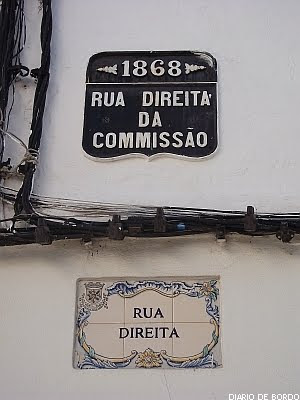 1868
RUA DIREITA
DA
COMMISSÃO
RUA
DIREITA
DIARIO DE BORDO